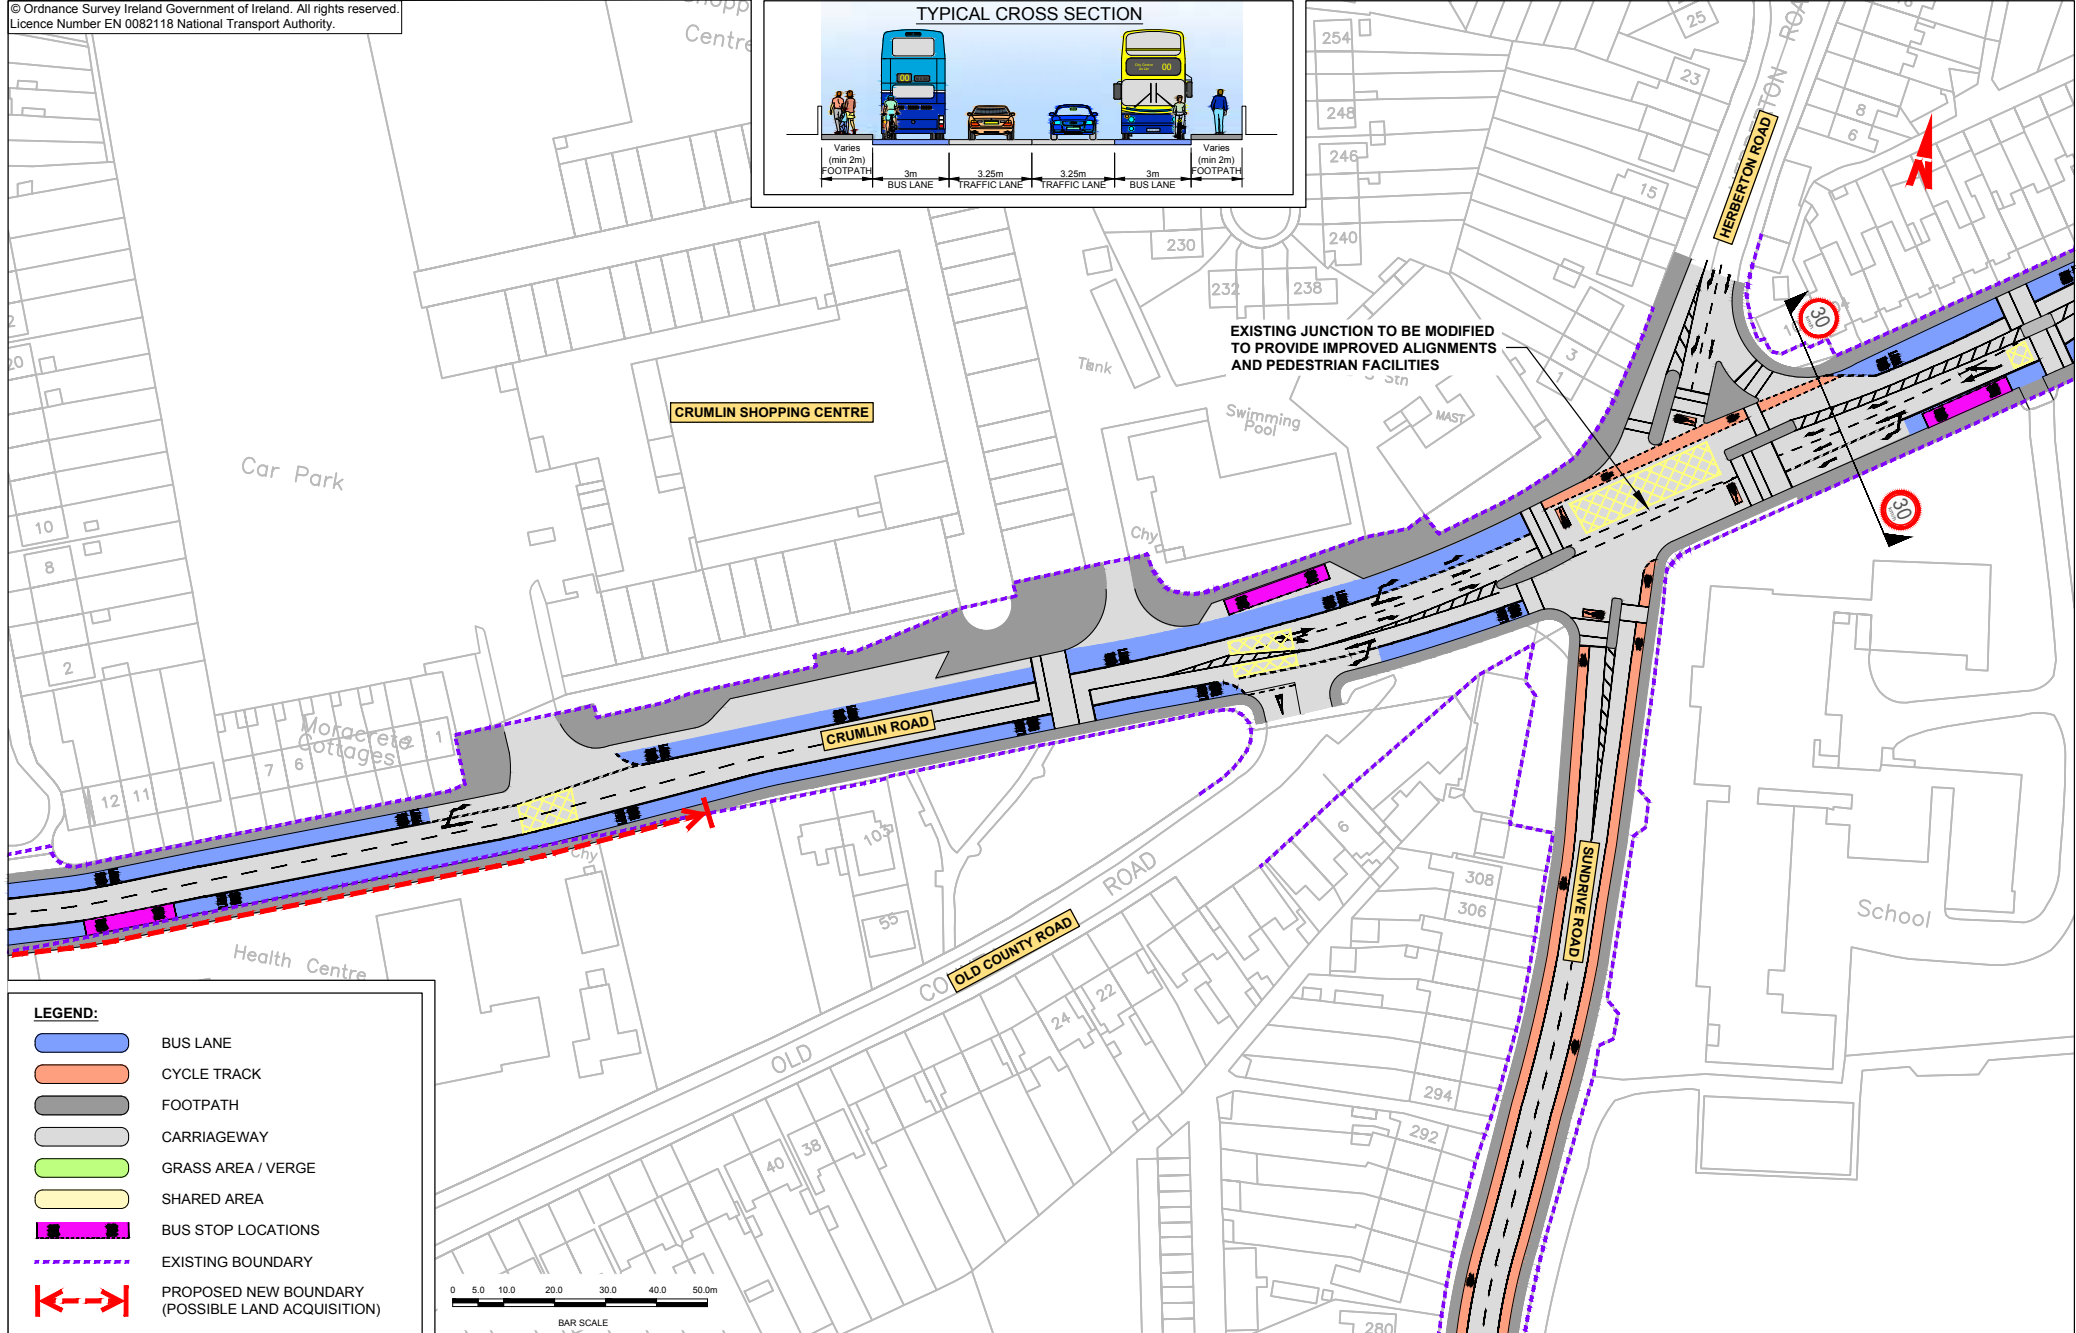 © Ordnance Survey Ireland Government of Ireland. All rights reserved.
Licence Number EN 0082118 National Transport Authority.
Centre
TYPICAL CROSS SECTION
00
00
Varies
(min 2m)
FOOTPATH
3m
BUS LANE
3.25m
TRAFFIC LANE
3.25m
TRAFFIC LANE
3m
BUS LANE
Varies
(min 2m)
FOOTPATH
254
248
246
240
230
232
238
25
23
15
8
6
3
1
HERBERTON ROAD
N
30
30
EXISTING JUNCTION TO BE MODIFIED
TO PROVIDE IMPROVED ALIGNMENTS
AND PEDESTRIAN FACILITIES
Stn
MAST
Tank
Swimming
Pool
Chy
CRUMLIN SHOPPING CENTRE
Car Park
10
8
2
Moracrete
Cottages
12 11
7 6
2 1
CRUMLIN ROAD
Chy
103
55
Health Centre
OLD
ROAD
OLD COUNTY ROAD
6
22
24
38
40
308
306
294
292
280
SUNDRIVE ROAD
School
LEGEND:
BUS LANE
CYCLE TRACK
FOOTPATH
CARRIAGEWAY
GRASS AREA / VERGE
SHARED AREA
BUS STOP LOCATIONS
EXISTING BOUNDARY
PROPOSED NEW BOUNDARY
(POSSIBLE LAND ACQUISITION)
0 5.0 10.0 20.0 30.0 40.0 50.0m
BAR SCALE